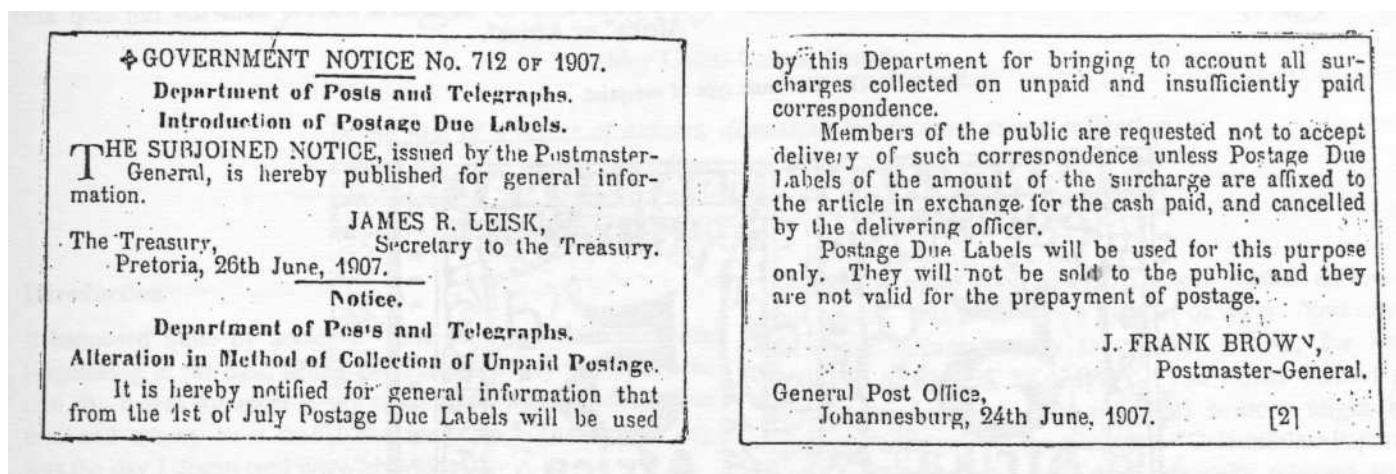 ✥GOVERNMENT NOTICE No. 712 OF 1907.
Department of Posts and Telegraphs.
Introduction of Postage Due Labels.
THE SUBJOINED NOTICE, issued by the Postmaster-
General, is hereby published for general infor-
mation.
JAMES R. LEISK,
The Treasury, Secretary to the Treasury.
Pretoria, 26th June, 1907.
Notice.
Department of Posts and Telegraphs.
Alteration in Method of Collection of Unpaid Postage.
It is hereby notified for general information that
from the 1st of July Postage Due Labels will be used
by this Department for bringing to account all sur-
charges collected on unpaid and insufficiently paid
correspondence.
Members of the public are requested not to accept
delivery of such correspondence unless Postage Due
Labels of the amount of the surcharge are affixed to
the article in exchange for the cash paid, and cancelled
by the delivering officer.
Postage Due Labels will be used for this purpose
only. They will not be sold to the public, and they
are not valid for the prepayment of postage.
J. FRANK BROWN,
Postmaster-General.
General Post Office,
Johannesburg, 24th June, 1907. [2]